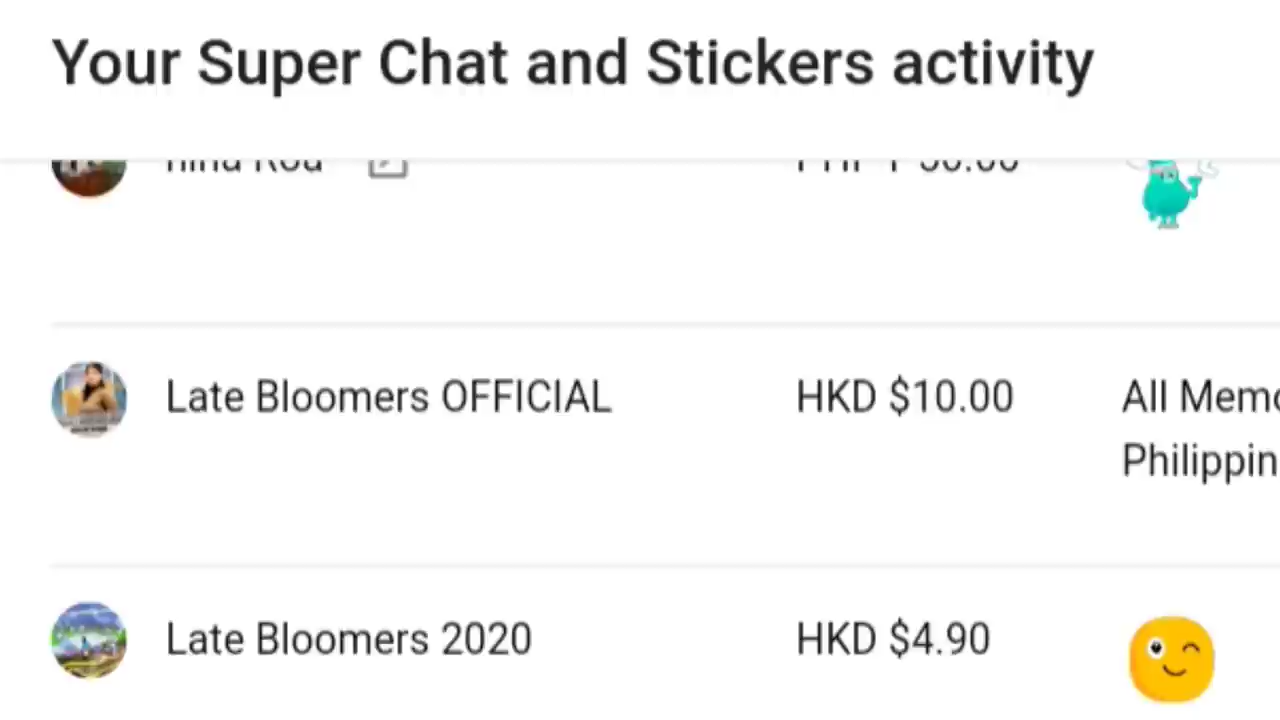 Your Super Chat and Stickers activity
Late Bloomers OFFICIAL HKD $10.00 All Memo
Philippin
Late Bloomers 2020 HKD $4.90